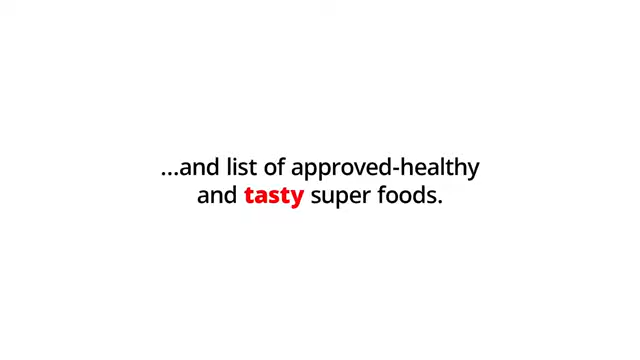 ...and list of approved-healthy
and tasty super foods.